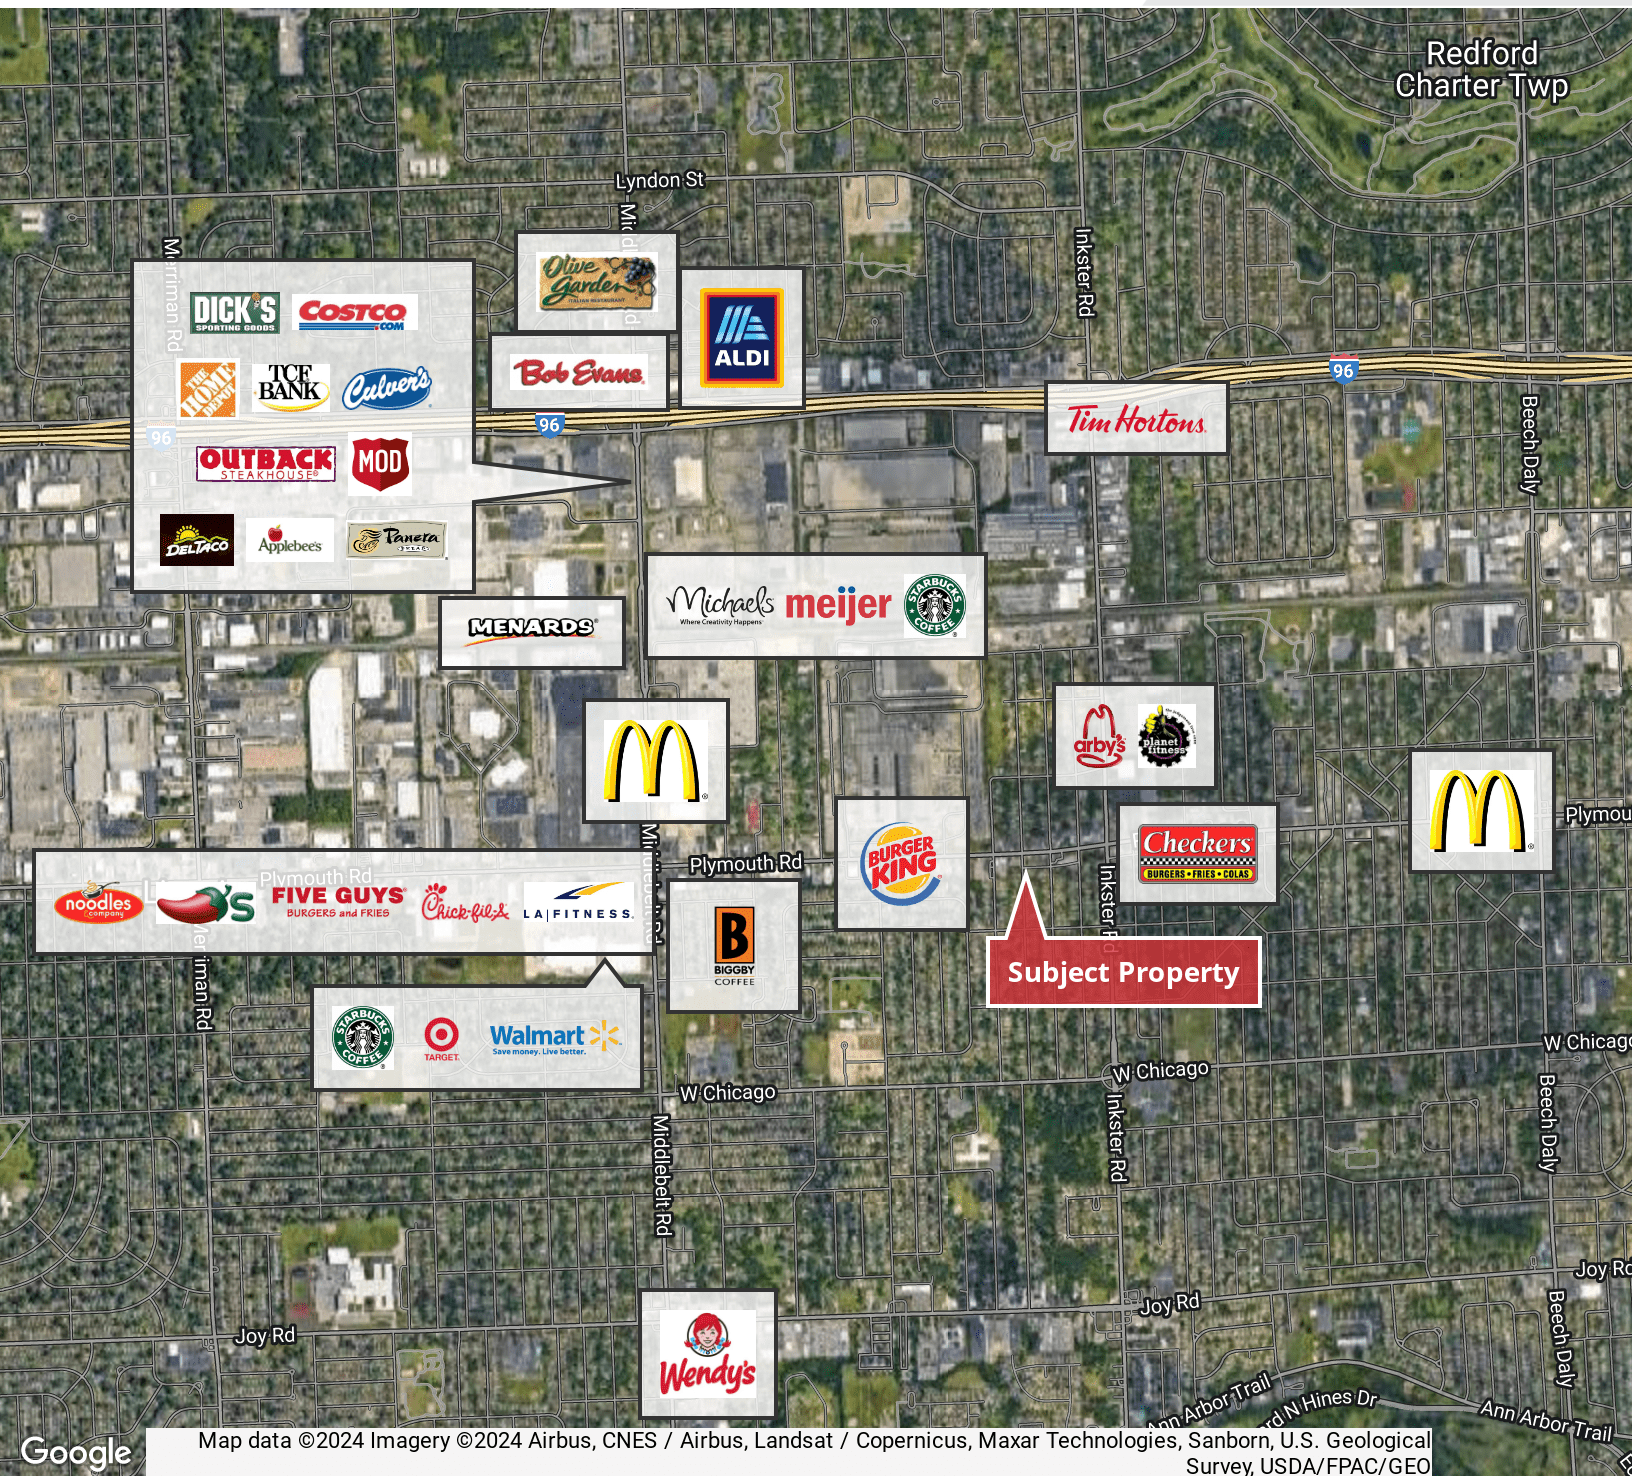 Redford
Charter Twp
Lyndon St
Merriman Rd
Inkster Rd
Olive
Garden
ITALIAN RESTAURANT
ALDI
DICK'S
SPORTING GOODS
COSTCO
.COM
THE
HOME
DEPOT
TCF
BANK
Culver's
Bob Evans
96
96
96
Tim Hortons
Beech Daly
OUTBACK
STEAKHOUSE®
MOD
DEL TACO
Applebee's
Panera
BREAD
MENARDS®
Michaels
Where Creativity Happens
meijer
STARBUCKS
COFFEE
arby's
planet
fitness
Checkers
BURGERS • FRIES • COLAS
Plymou
Plymouth Rd
BURGER
KING
Plymouth Rd
noodles
& company
's
FIVE GUYS
BURGERS and FRIES
Chick-fil-A
LA|FITNESS.
Middlebelt Rd
Merriman Rd
Inkster Rd
B
BIGGBY
COFFEE
Subject Property
STARBUCKS
COFFEE
TARGET.
Walmart
Save money. Live better.
W Chicago
W Chicago
W Chicago
Middlebelt Rd
Inkster Rd
Beech Daly
Joy Rd
Joy Rd
Joy Rd
Beech Daly
Wendy's
Ann Arbor Trail
rd N Hines Dr
Ann Arbor Trail
Google
Map data ©2024 Imagery ©2024 Airbus, CNES / Airbus, Landsat / Copernicus, Maxar Technologies, Sanborn, U.S. Geological
Survey, USDA/FPAC/GEO